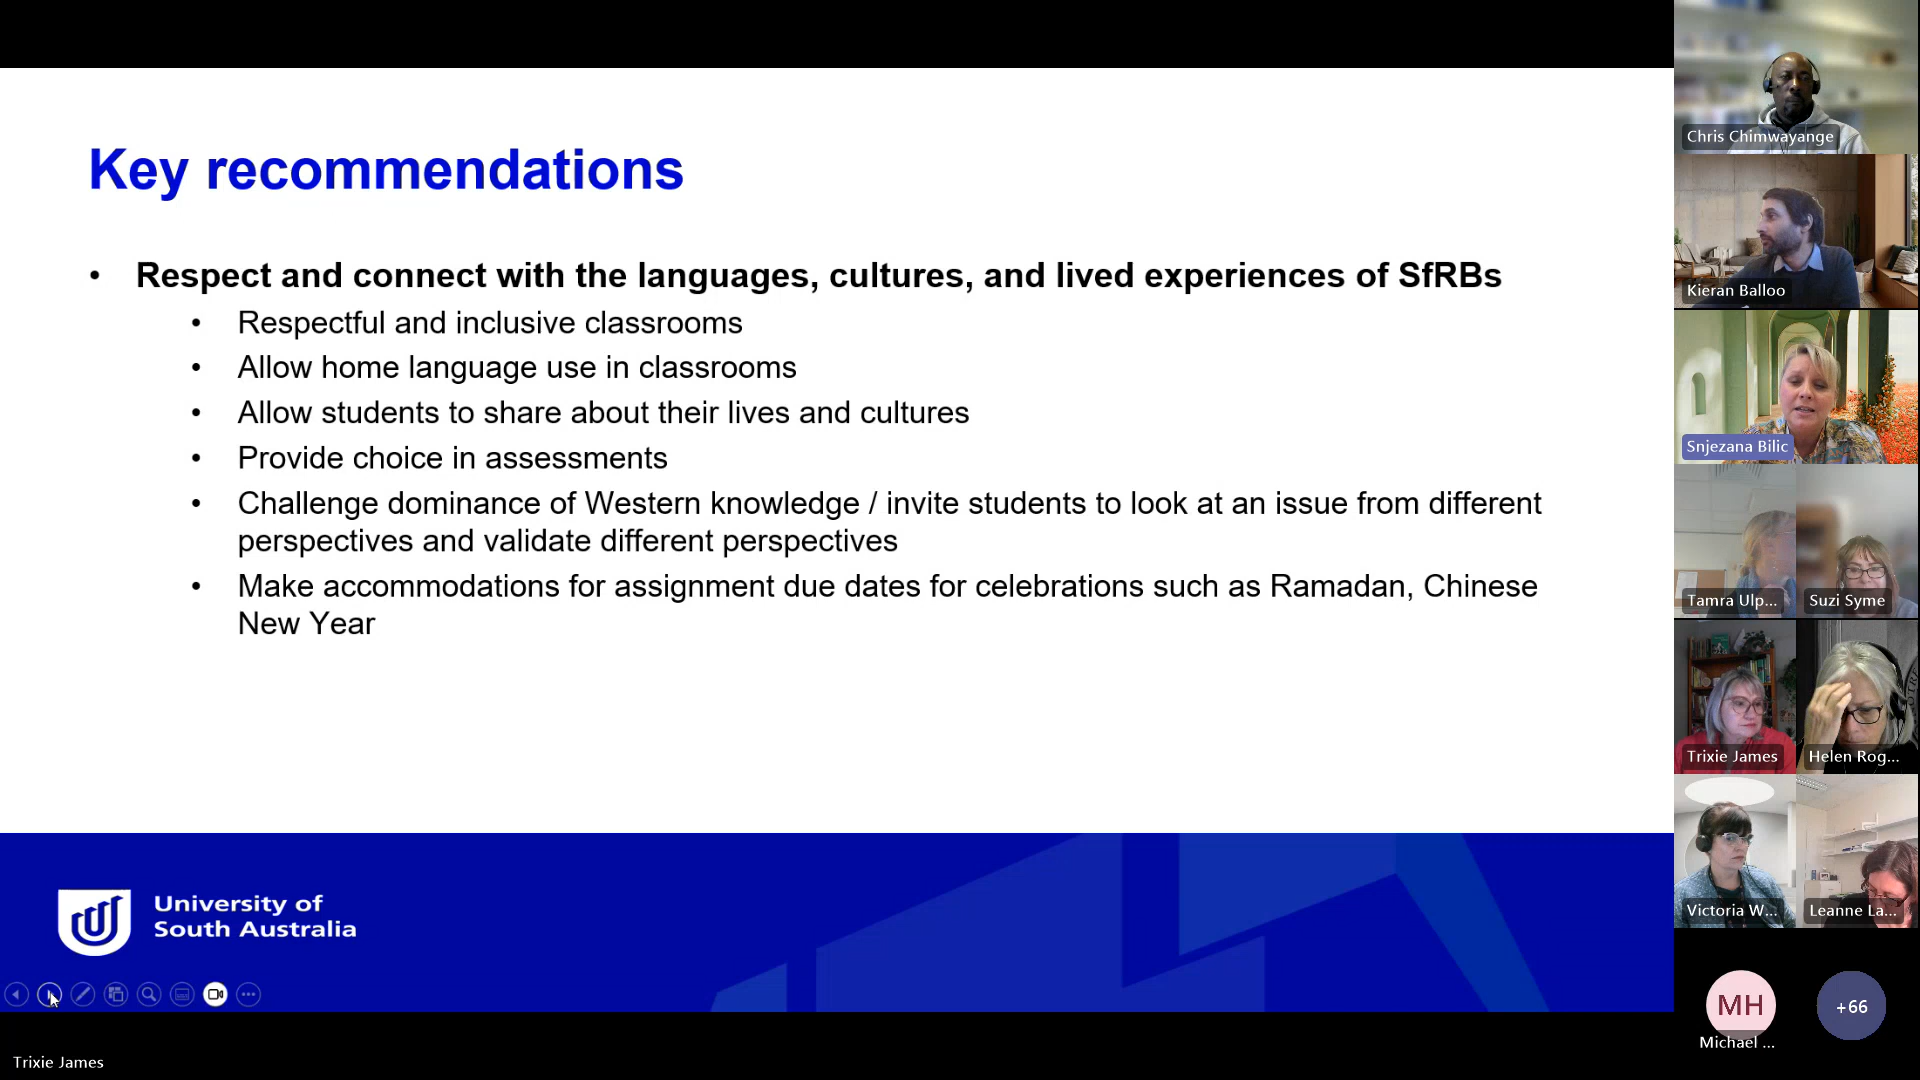 Key recommendations
• Respect and connect with the languages, cultures, and lived experiences of SfRBs
• Respectful and inclusive classrooms
• Allow home language use in classrooms
• Allow students to share about their lives and cultures
• Provide choice in assessments
• Challenge dominance of Western knowledge / invite students to look at an issue from different
perspectives and validate different perspectives
• Make accommodations for assignment due dates for celebrations such as Ramadan, Chinese
New Year
University of
South Australia
Trixie James
Chris Chimwayange
Kieran Balloo
Snjezana Bilic
Tamra Ulp...
Suzi Syme
Trixie James
Helen Rog...
Victoria W...
Leanne La...
MH
Michael ...
+66